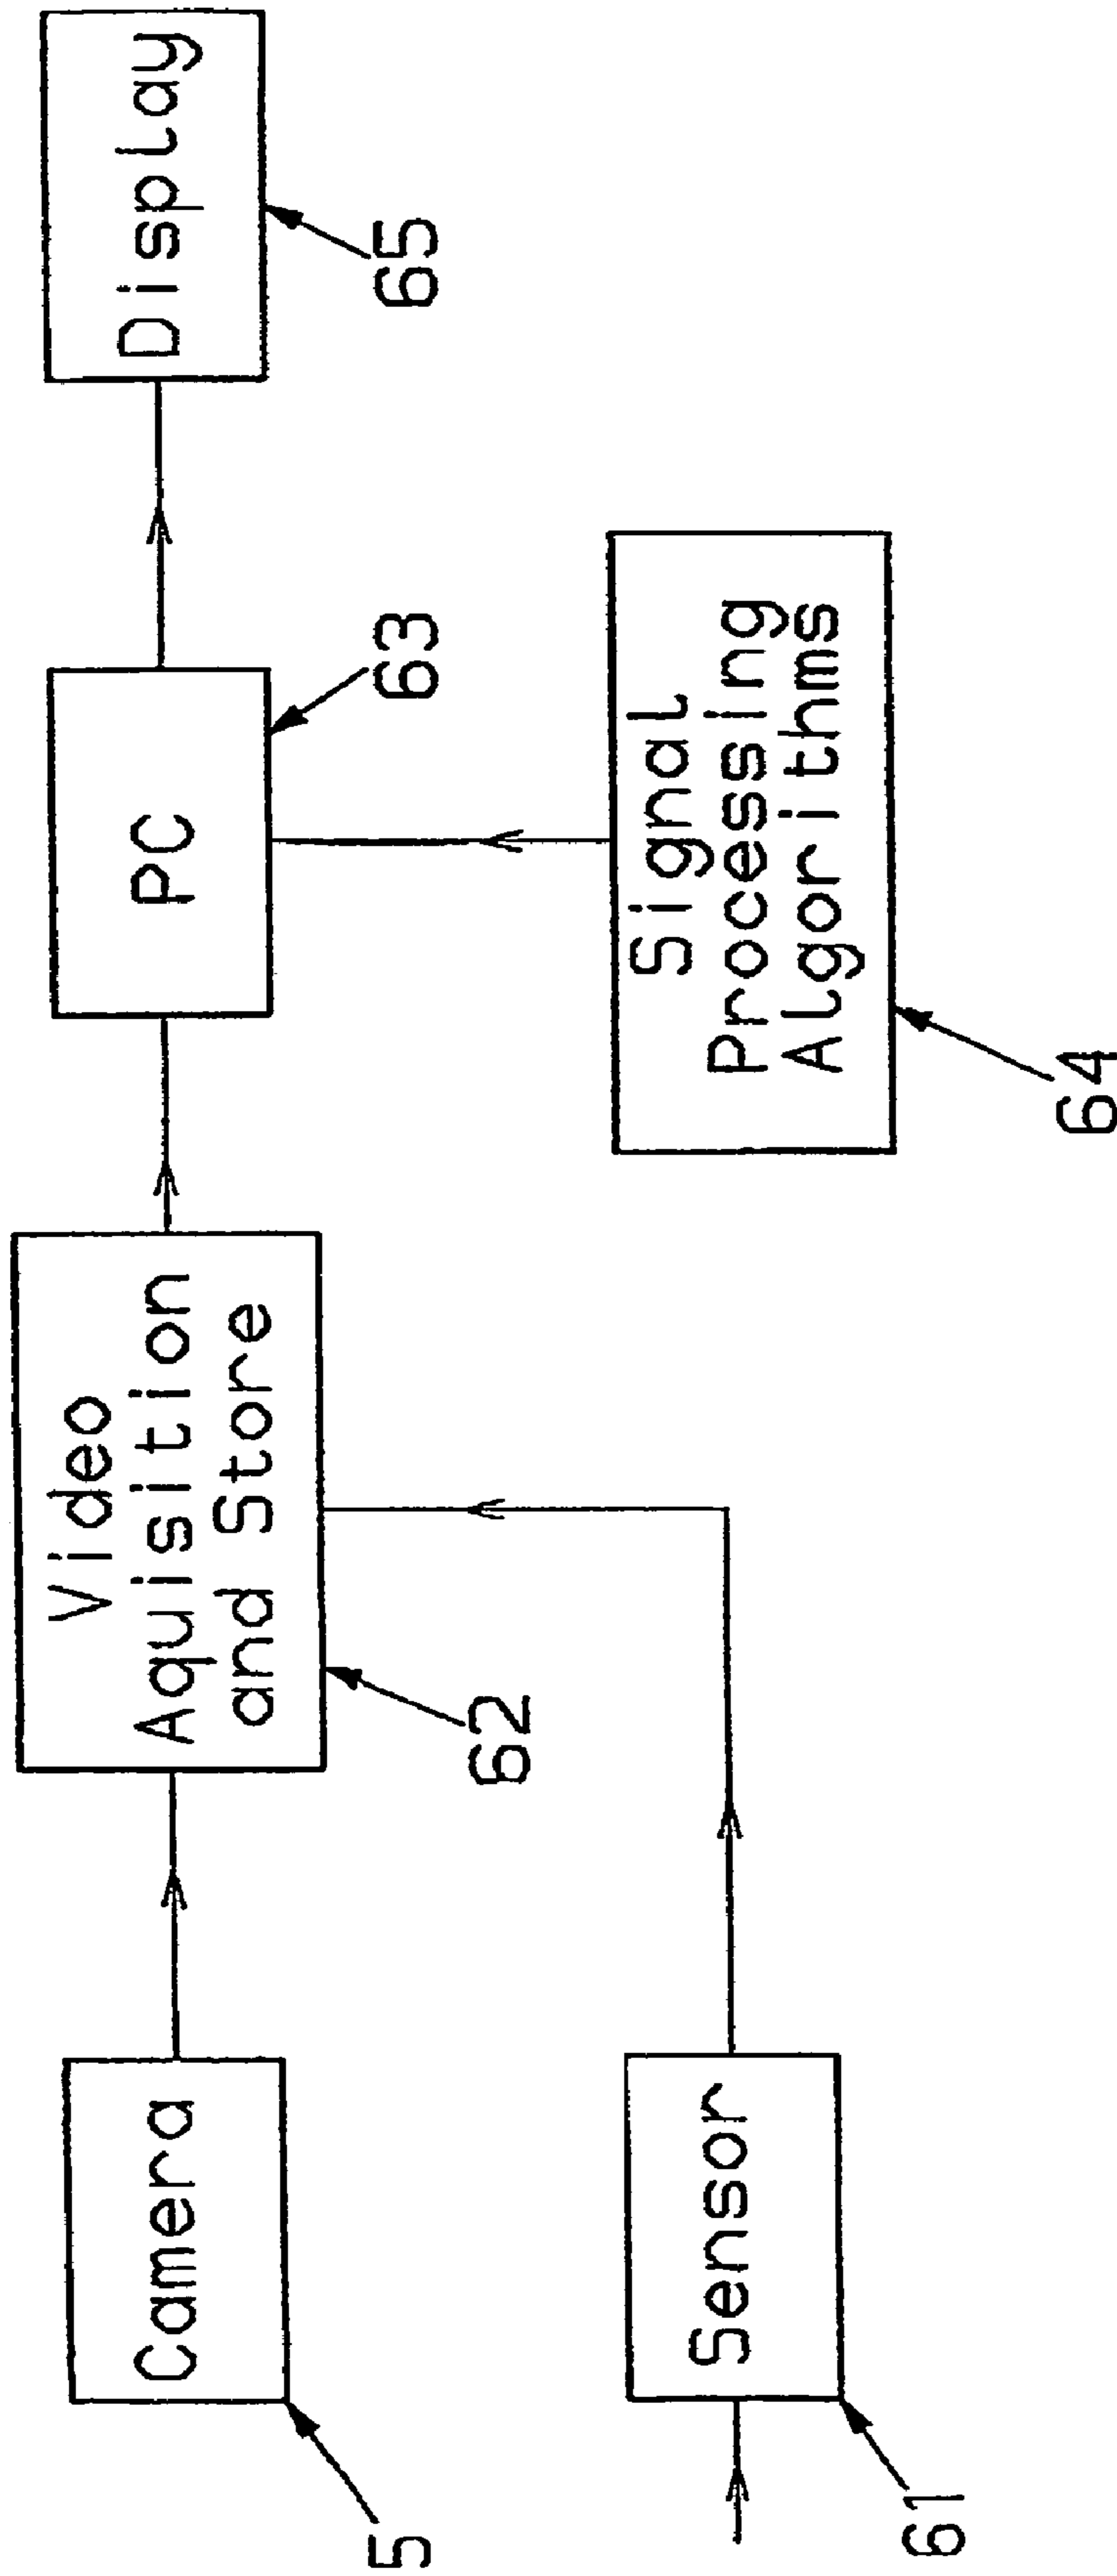 Camera
5
Video
Aquisition
and Store
62
PC
63
Display
65
Sensor
61
Signal
Processing
Algorithms
64